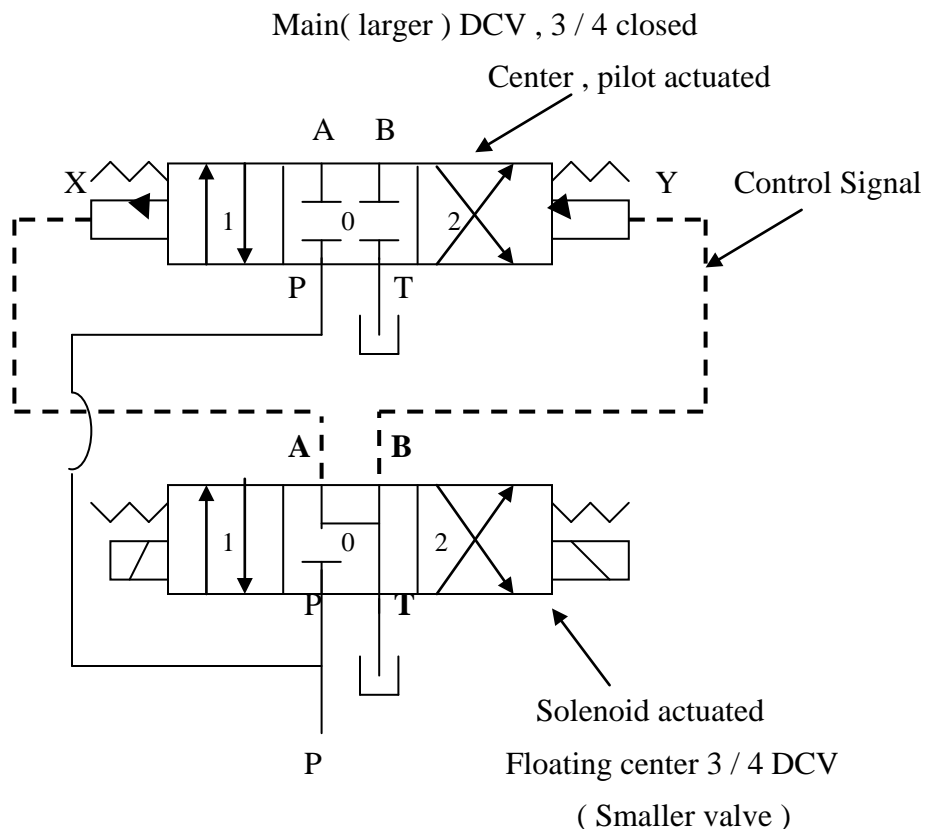 Main( larger ) DCV , 3 / 4 closed
Center , pilot actuated
A B
X Y Control Signal
1 0 2
P T
A B
1 0 2
P T
Solenoid actuated
P Floating center 3 / 4 DCV
( Smaller valve )